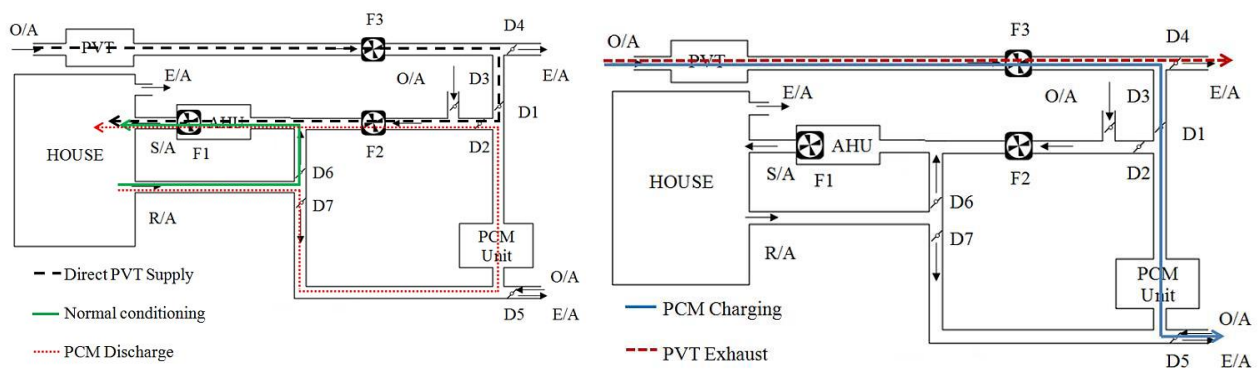 O/A
PVT
F3
D4
E/A
E/A
O/A
D3
D1
AHU
S/A
F1
F2
D2
HOUSE
D6
R/A
D7
PCM
Unit
Direct PVT Supply
Normal conditioning
PCM Discharge
O/A
D5
E/A
O/A
PVT
F3
D4
E/A
E/A
O/A
D3
D1
AHU
S/A
F1
F2
D2
HOUSE
D6
R/A
D7
PCM
Unit
PCM Charging
PVT Exhaust
O/A
D5
E/A